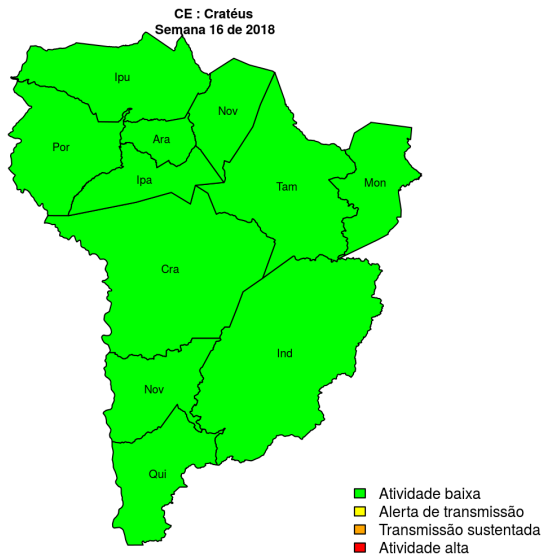 CE : Cratéus
Semana 16 de 2018
Ipu
Nov
Ara
Por
Ipa
Tam
Mon
Cra
Ind
Nov
Qui
Atividade baixa
Alerta de transmissão
Transmissão sustentada
Atividade alta